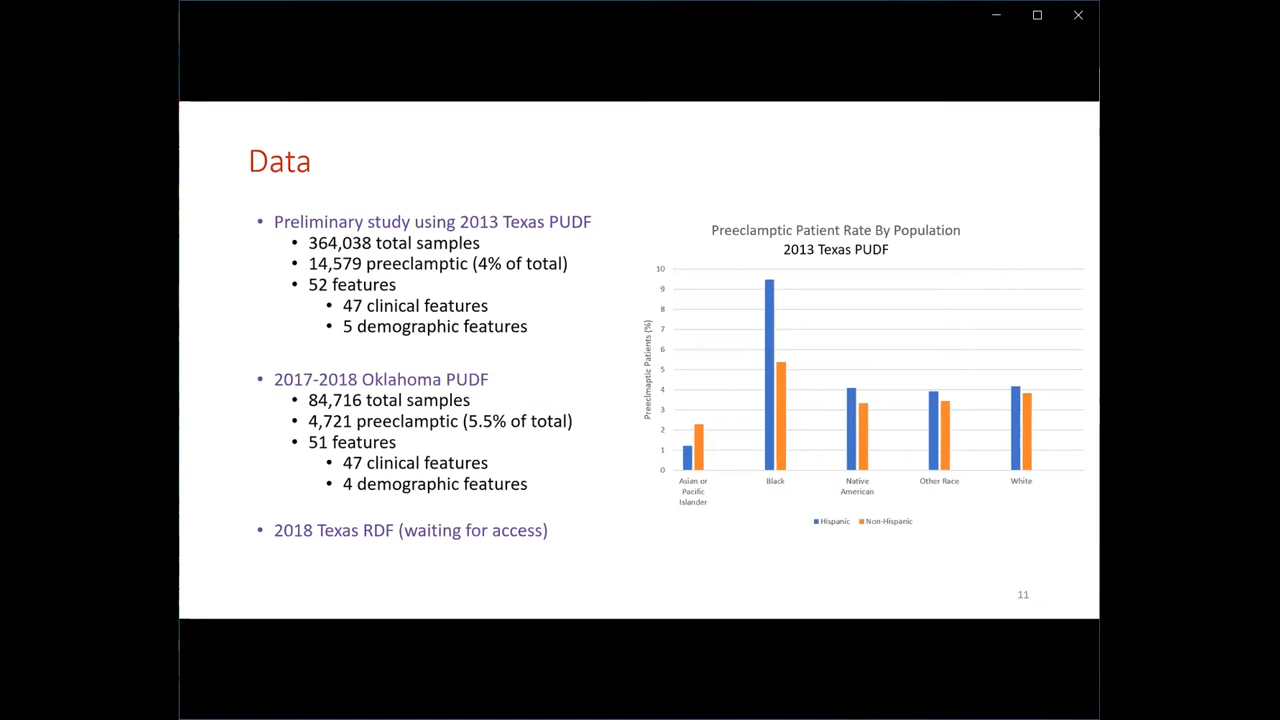 Data
• Preliminary study using 2013 Texas PUDF
• 364,038 total samples
• 14,579 preeclamptic (4% of total)
• 52 features
• 47 clinical features
• 5 demographic features
• 2017-2018 Oklahoma PUDF
• 84,716 total samples
• 4,721 preeclamptic (5.5% of total)
• 51 features
• 47 clinical features
• 4 demographic features
• 2018 Texas RDF (waiting for access)
Preeclamptic Patient Rate By Population
2013 Texas PUDF
Preeclmaptic Patients (%)
10
9
8
7
6
5
4
3
2
1
0
Asian or
Pacific
Islander
Black
Native
American
Other Race
White
Hispanic
Non-Hispanic
11